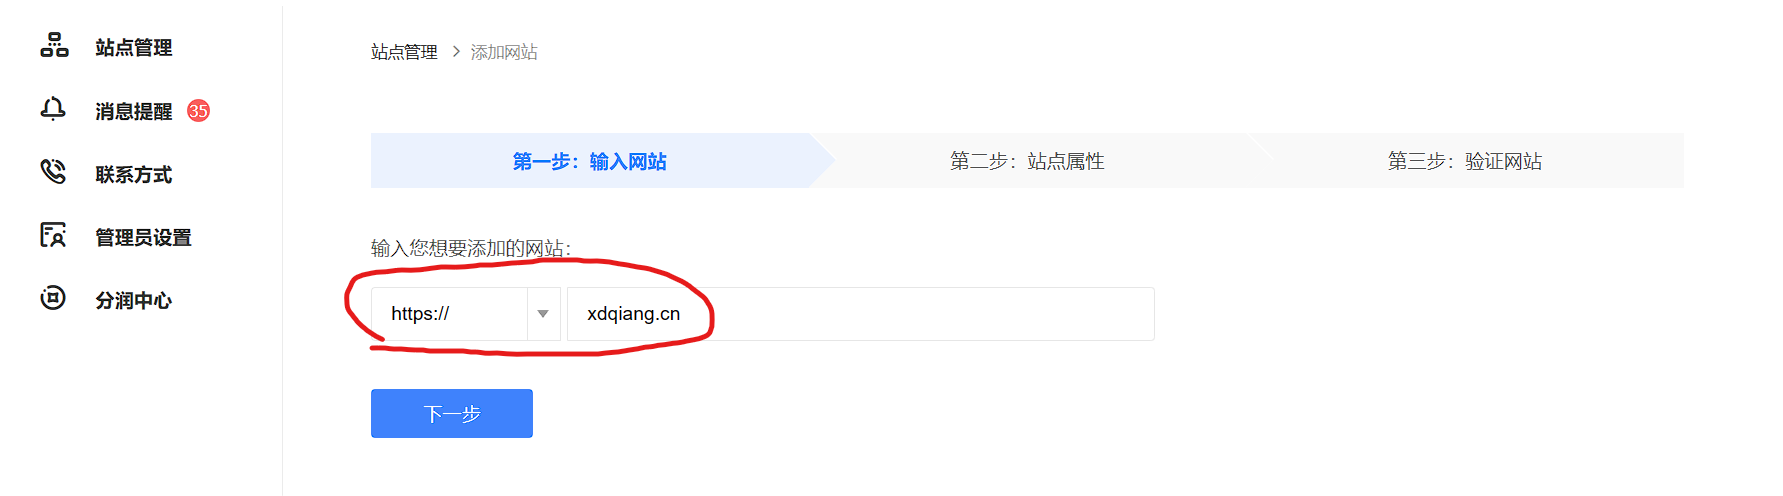 站点管理
消息提醒 35
联系方式
管理员设置
分润中心
站点管理 > 添加网站
第一步：输入网站
第二步：站点属性
第三步：验证网站
输入您想要添加的网站：
https://
xdqiang.cn
下一步